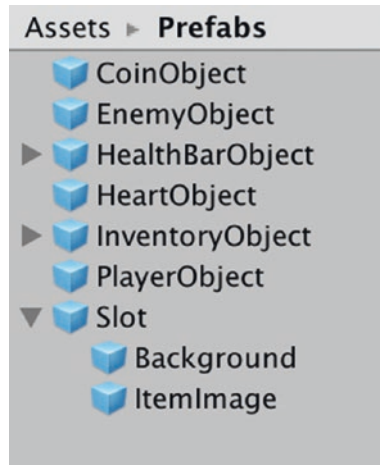 Assets ▸ Prefabs
CoinObject
EnemyObject
HealthBarObject
HeartObject
InventoryObject
PlayerObject
Slot
Background
ItemImage